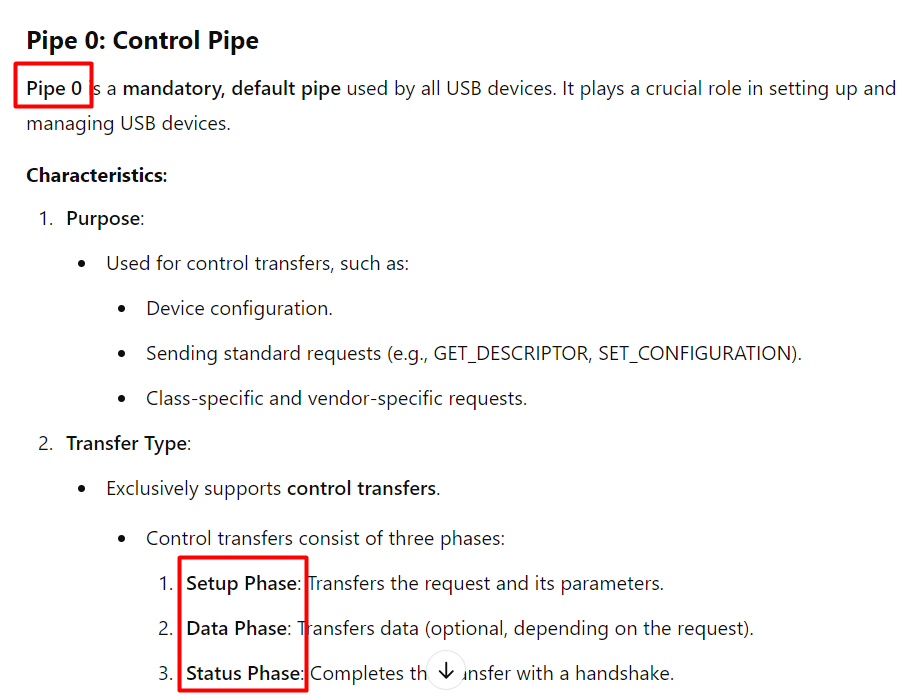 Pipe 0: Control Pipe
Pipe 0 is a mandatory, default pipe used by all USB devices. It plays a crucial role in setting up and
managing USB devices.
Characteristics:
1. Purpose:
• Used for control transfers, such as:
• Device configuration.
• Sending standard requests (e.g., GET_DESCRIPTOR, SET_CONFIGURATION).
• Class-specific and vendor-specific requests.
2. Transfer Type:
• Exclusively supports control transfers.
• Control transfers consist of three phases:
1. Setup Phase: Transfers the request and its parameters.
2. Data Phase: Transfers data (optional, depending on the request).
3. Status Phase: Completes the transfer with a handshake.